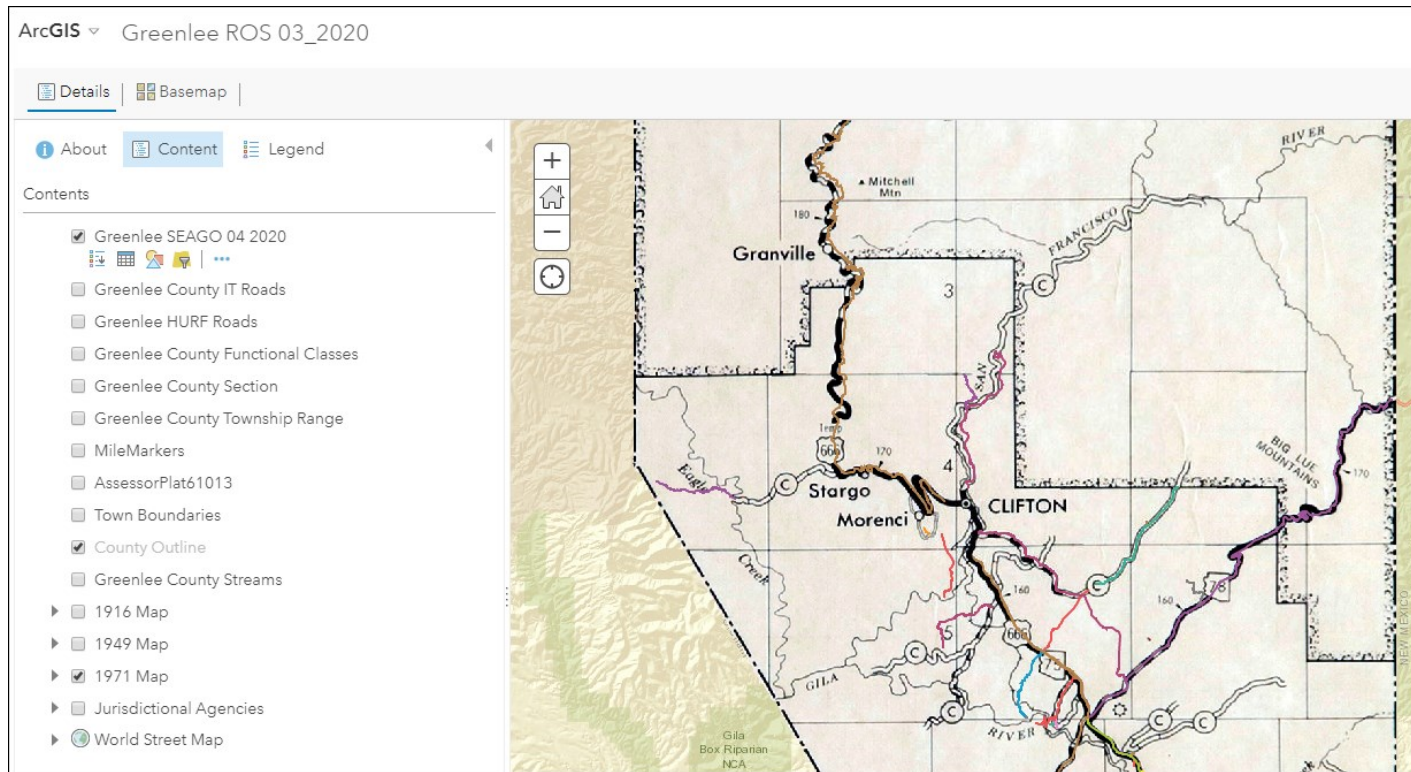 ArcGIS Greenlee ROS 03_2020
Details Basemap
About Content Legend
Contents
Greenlee SEAGO 04 2020
Greenlee County IT Roads
Greenlee HURF Roads
Greenlee County Functional Classes
Greenlee County Section
Greenlee County Township Range
MileMarkers
AssessorPlat61013
Town Boundaries
County Outline
Greenlee County Streams
1916 Map
1949 Map
1971 Map
Jurisdictional Agencies
World Street Map
RIVER
Mitchell
Mtn
180
FRANCISCO
Granville
C
3
SAN
BIG LUE
MOUNTAINS
Temp
666
170
170
4
Eagle
C
Stargo
CLIFTON
Morenci
Creek
C
78
160
160
5
666
C
75
GILA
C
C
C
RIVER
NEW MEXICO
Gila
Box Riparian
NCA